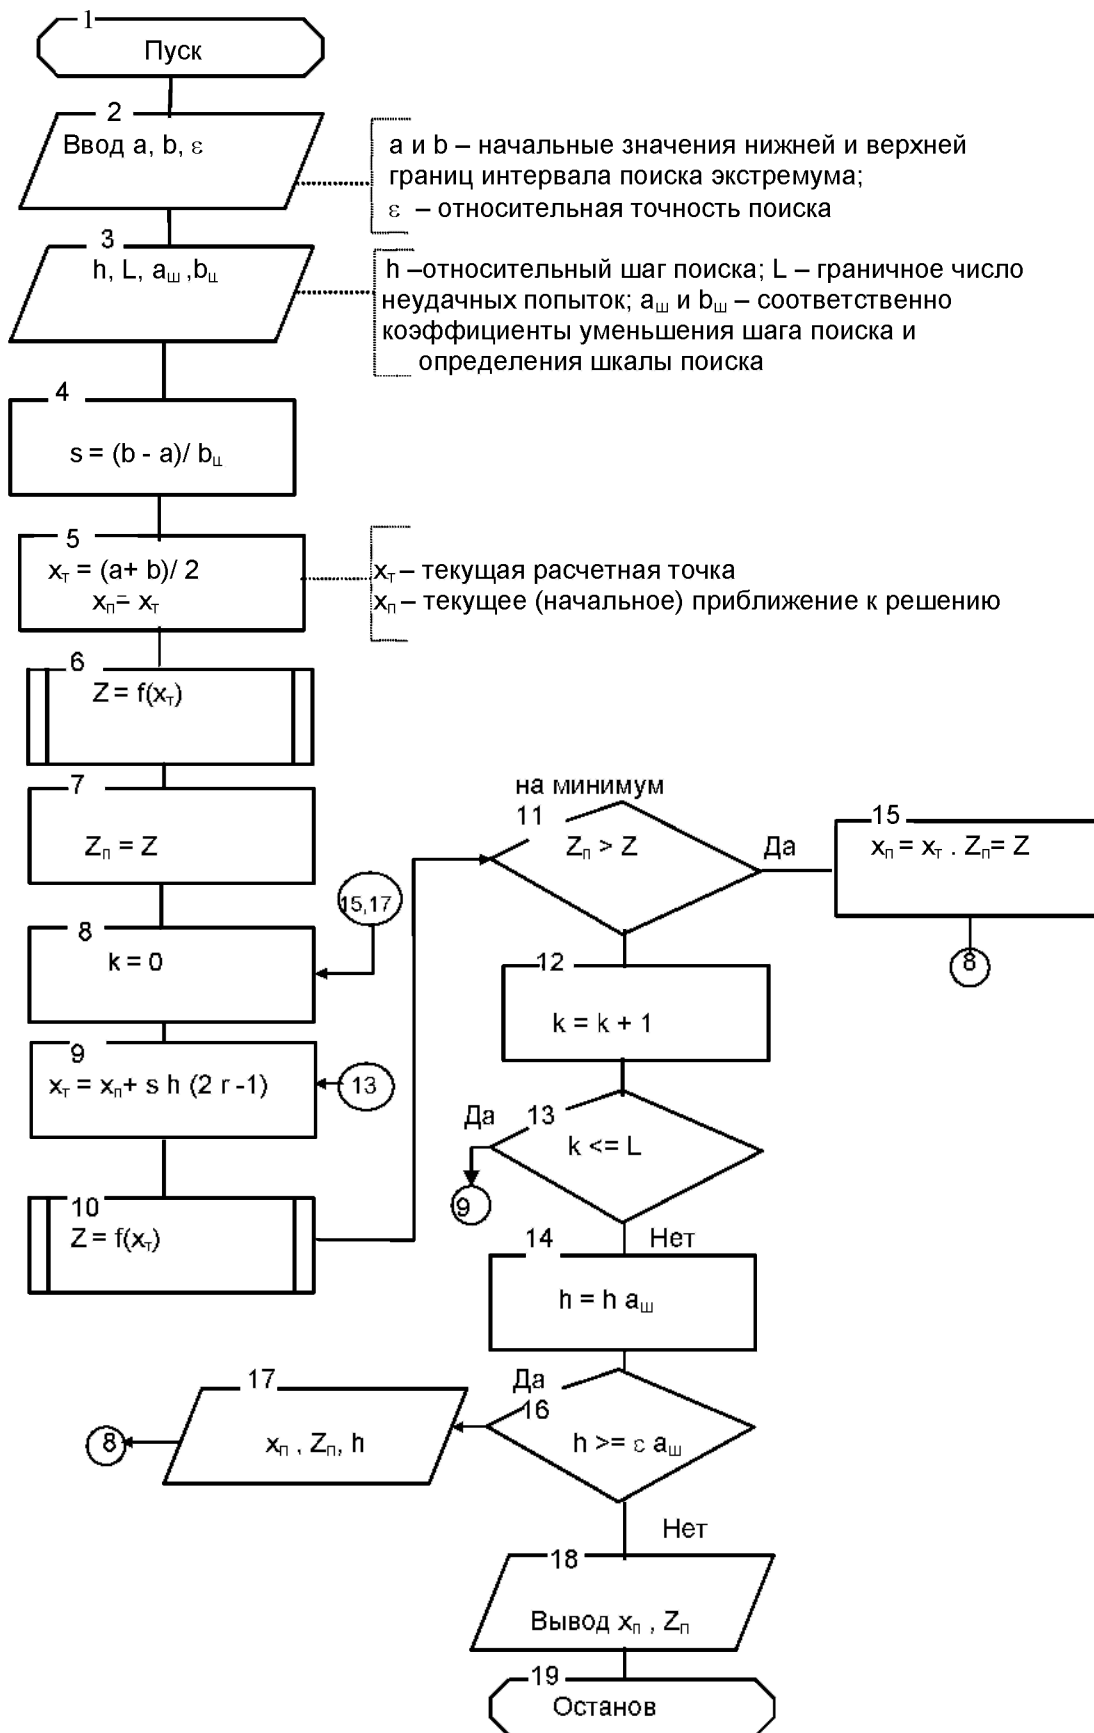 1
Пуск
2
Ввод a, b, ε
a и b – начальные значения нижней и верхней
границ интервала поиска экстремума;
ε – относительная точность поиска
3
h, L, aш ,bц
h –относительный шаг поиска; L – граничное число
неудачных попыток; aш и bш – соответственно
коэффициенты уменьшения шага поиска и
определения шкалы поиска
4
s = (b - a)/ bц
5
xт = (a+ b)/ 2
xп= xт
xт – текущая расчетная точка
xп – текущее (начальное) приближение к решению
6
Z = f(xт)
7
Zп = Z
15,17
8
k = 0
9
xт = xп+ s h (2 r -1)
13
10
Z = f(xт)
на минимум
11
Zп > Z
Да
15
xп = xт . Zп= Z
8
12
k = k + 1
Да
13
k <= L
9
Нет
14
h = h aш
Да
16
h >= ε aш
17
xп , Zп, h
8
Нет
18
Вывод xп , Zп
19
Останов